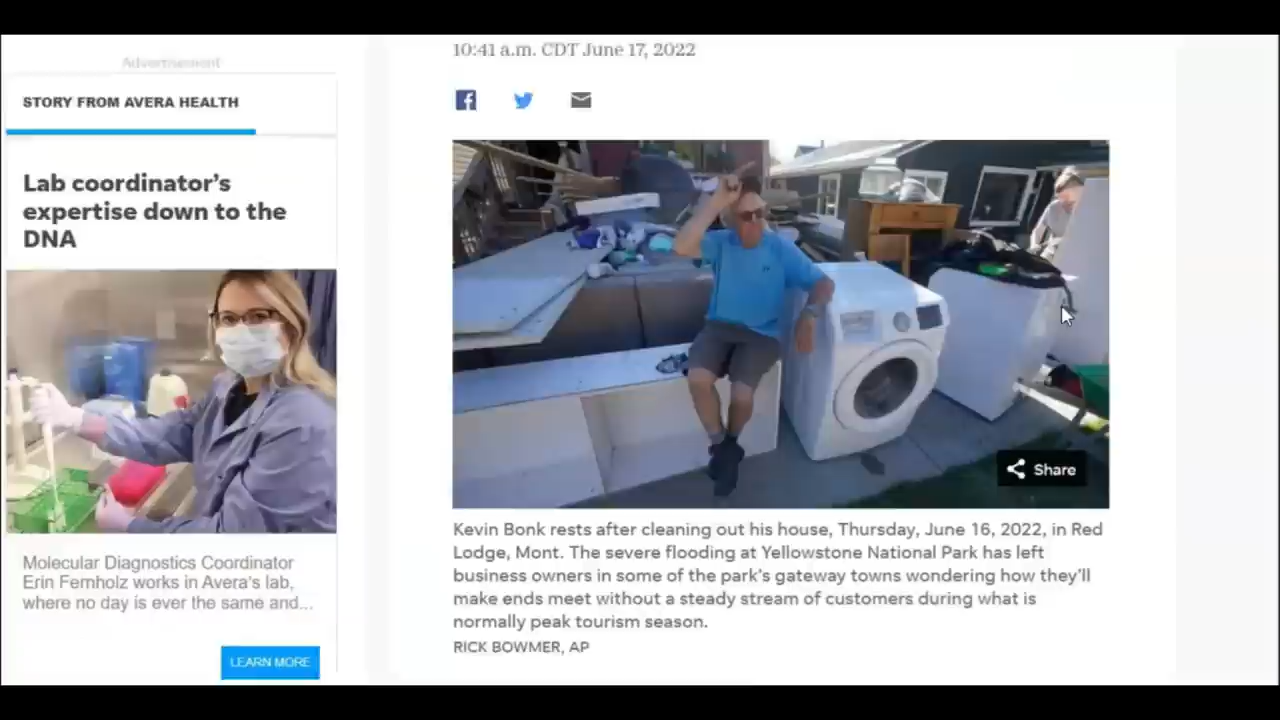 Advertisement
STORY FROM AVERA HEALTH
Lab coordinator's
expertise down to the
DNA
Molecular Diagnostics Coordinator
Erin Fernholz works in Avera's lab,
where no day is ever the same and...
LEARN MORE
10:41 a.m. CDT June 17, 2022
Share
Kevin Bonk rests after cleaning out his house, Thursday, June 16, 2022, in Red
Lodge, Mont. The severe flooding at Yellowstone National Park has left
business owners in some of the park's gateway towns wondering how they'll
make ends meet without a steady stream of customers during what is
normally peak tourism season.
RICK BOWMER, AP